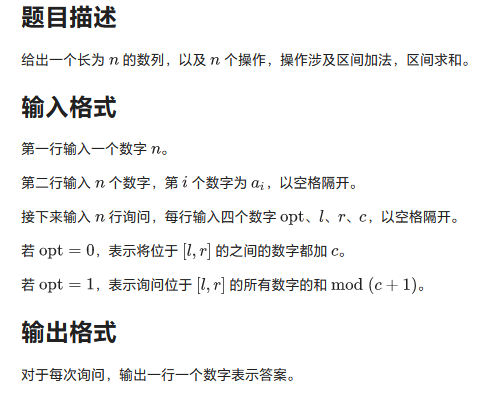 题目描述
给出一个长为 n 的数列，以及 n 个操作，操作涉及区间加法，区间求和。
输入格式
第一行输入一个数字 n。
第二行输入 n 个数字，第 i 个数字为 aᵢ，以空格隔开。
接下来输入 n 行询问，每行输入四个数字 opt、l、r、c，以空格隔开。
若 opt = 0，表示将位于 [l, r] 的之间的数字都加 c。
若 opt = 1，表示询问位于 [l, r] 的所有数字的和 mod (c + 1)。
输出格式
对于每次询问，输出一行一个数字表示答案。